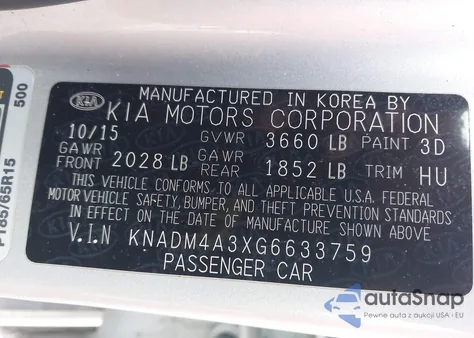 MANUFACTURED IN KOREA BY
KIA KIA MOTORS CORPORATION
10/15 GVWR 3660 LB PAINT 3D
GAWR FRONT 2028 LB GAWR REAR 1852 LB TRIM HU
THIS VEHICLE CONFORMS TO ALL APPLICABLE U.S.A. FEDERAL
MOTOR VEHICLE SAFETY, BUMPER, AND THEFT PREVENTION STANDARDS
IN EFFECT ON THE DATE OF MANUFACTURE SHOWN ABOVE
V.I.N KNADM4A3XG6633759
PASSENGER CAR
500
P185/65R15
autoSnap
Pewne auta z aukcji USA - EU